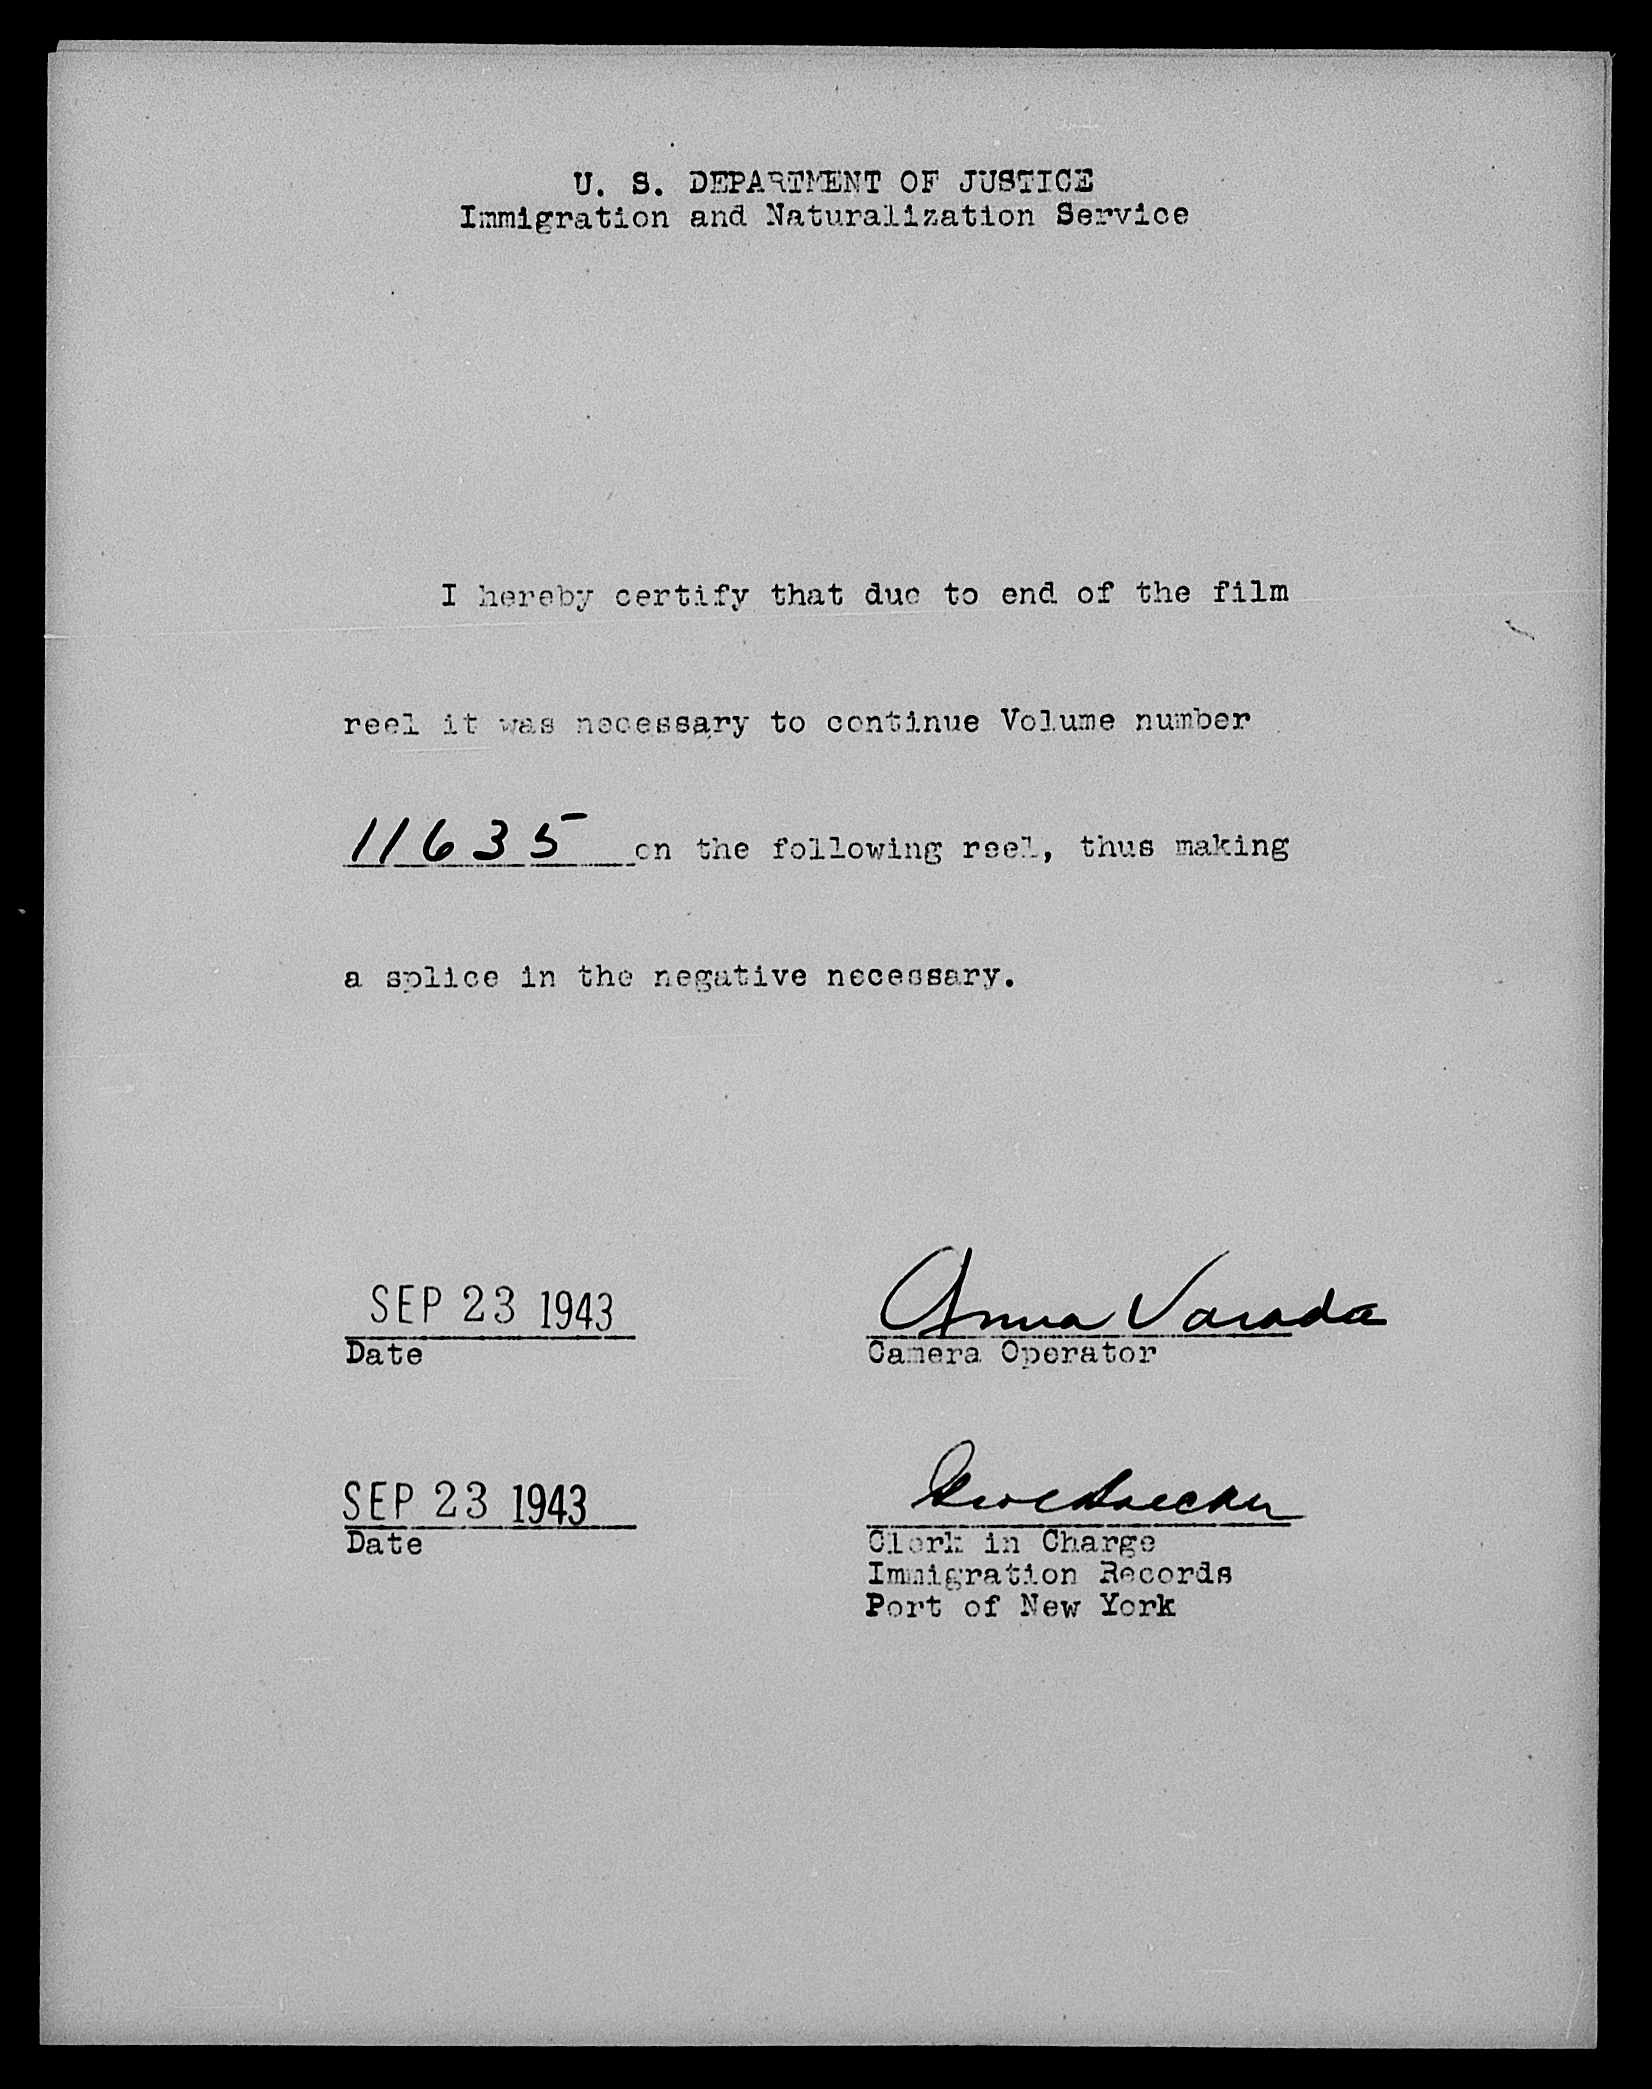 U. S. DEPARTMENT OF JUSTICE
Immigration and Naturalization Service
I hereby certify that due to end of the film
reel it was necessary to continue Volume number
11635 on the following reel, thus making
a splice in the negative necessary.
SEP 23 1943 Anna Varada
Date Camera Operator
SEP 23 1943
Date Clerk in Charge
Immigration Records
Port of New York